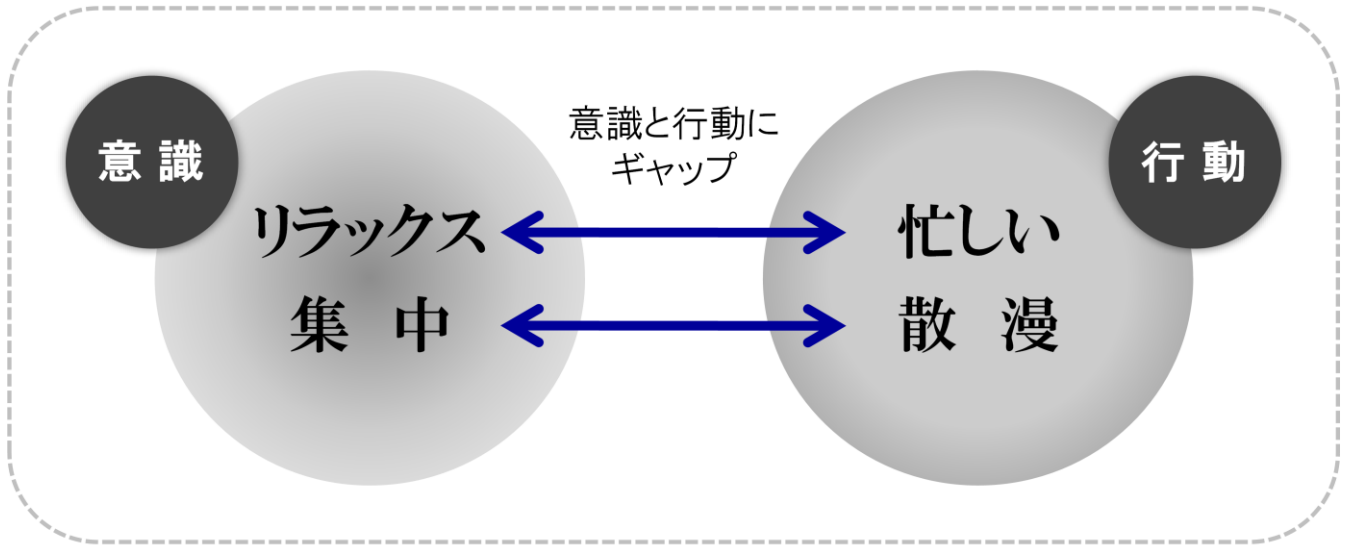 意識
意識と行動に
ギャップ
行動
リラックス
忙しい
集中
散漫